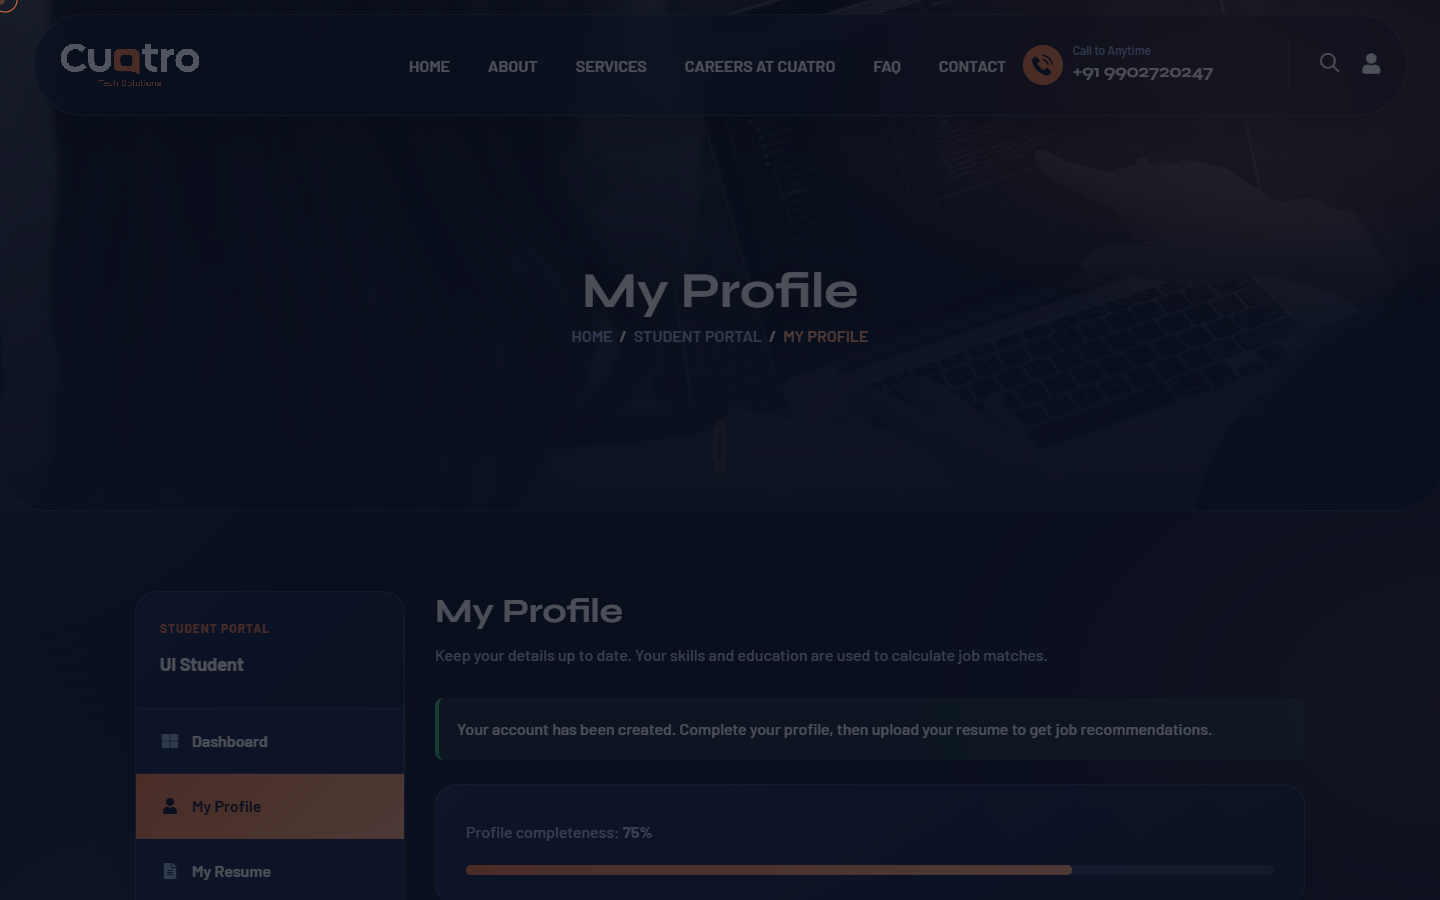 Cuatro
Tech Solutions
HOME
ABOUT
SERVICES
CAREERS AT CUATRO
FAQ
CONTACT
Call to Anytime
+91 9902720247
My Profile
HOME / STUDENT PORTAL / MY PROFILE
STUDENT PORTAL
UI Student
Dashboard
My Profile
My Resume
My Profile
Keep your details up to date. Your skills and education are used to calculate job matches.
Your account has been created. Complete your profile, then upload your resume to get job recommendations.
Profile completeness: 75%